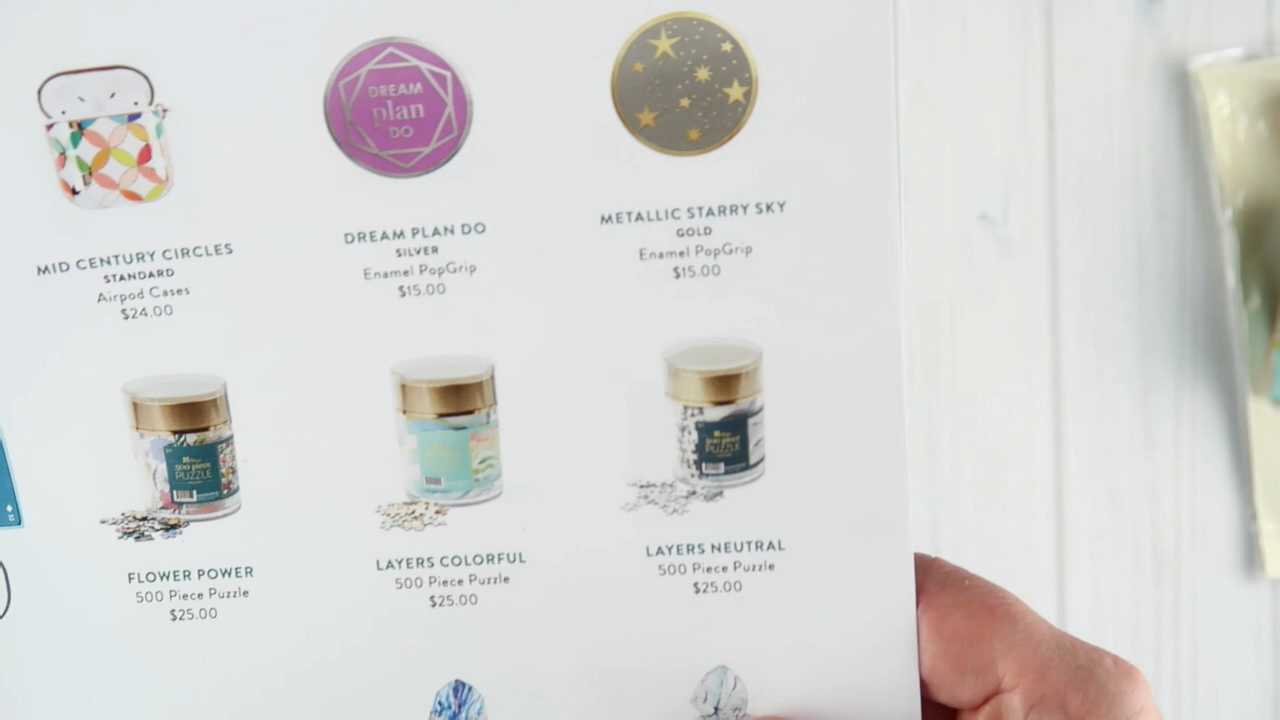 DREAM
plan
DO
MID CENTURY CIRCLES
STANDARD
Airpod Cases
$24.00
DREAM PLAN DO
SILVER
Enamel PopGrip
$15.00
METALLIC STARRY SKY
GOLD
Enamel PopGrip
$15.00
500 piece
PUZZLE
500 piece
PUZZLE
FLOWER POWER
500 Piece Puzzle
$25.00
LAYERS COLORFUL
500 Piece Puzzle
$25.00
LAYERS NEUTRAL
500 Piece Puzzle
$25.00